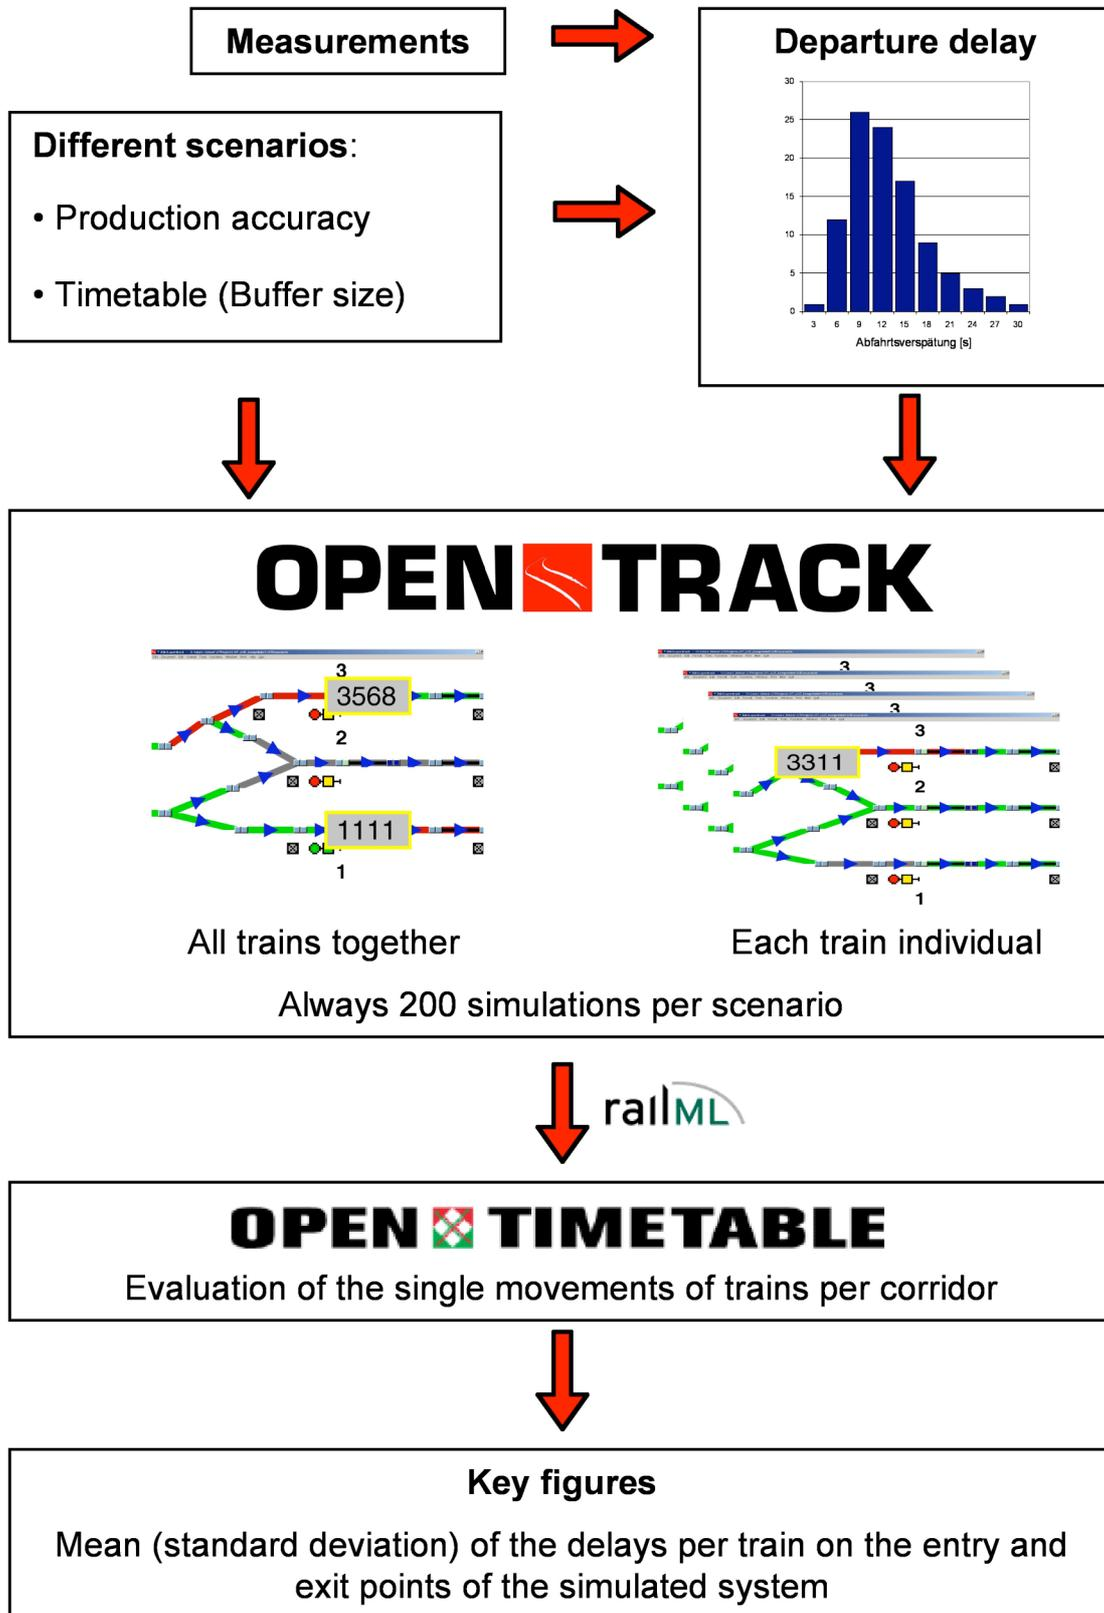 Measurements
Departure delay
30
25
20
15
10
5
0
3 6 9 12 15 18 21 24 27 30
Abfahrtsverspätung [s]
Different scenarios:
• Production accuracy
• Timetable (Buffer size)
OPEN TRACK
3
3568
2
1111
1
3
3
3
3
3311
2
1
All trains together
Each train individual
Always 200 simulations per scenario
railML
OPEN TIMETABLE
Evaluation of the single movements of trains per corridor
Key figures
Mean (standard deviation) of the delays per train on the entry and
exit points of the simulated system